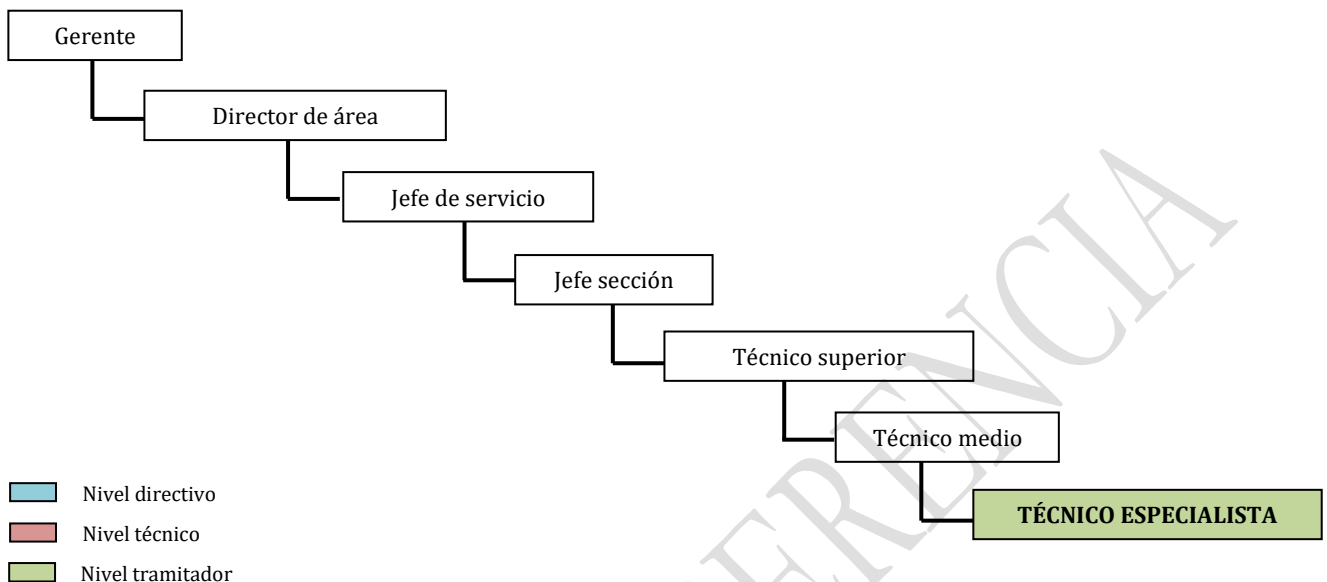 Gerente
Director de área
Jefe de servicio
Jefe sección
Técnico superior
Técnico medio
TÉCNICO ESPECIALISTA
Nivel directivo
Nivel técnico
Nivel tramitador
ERENCIA